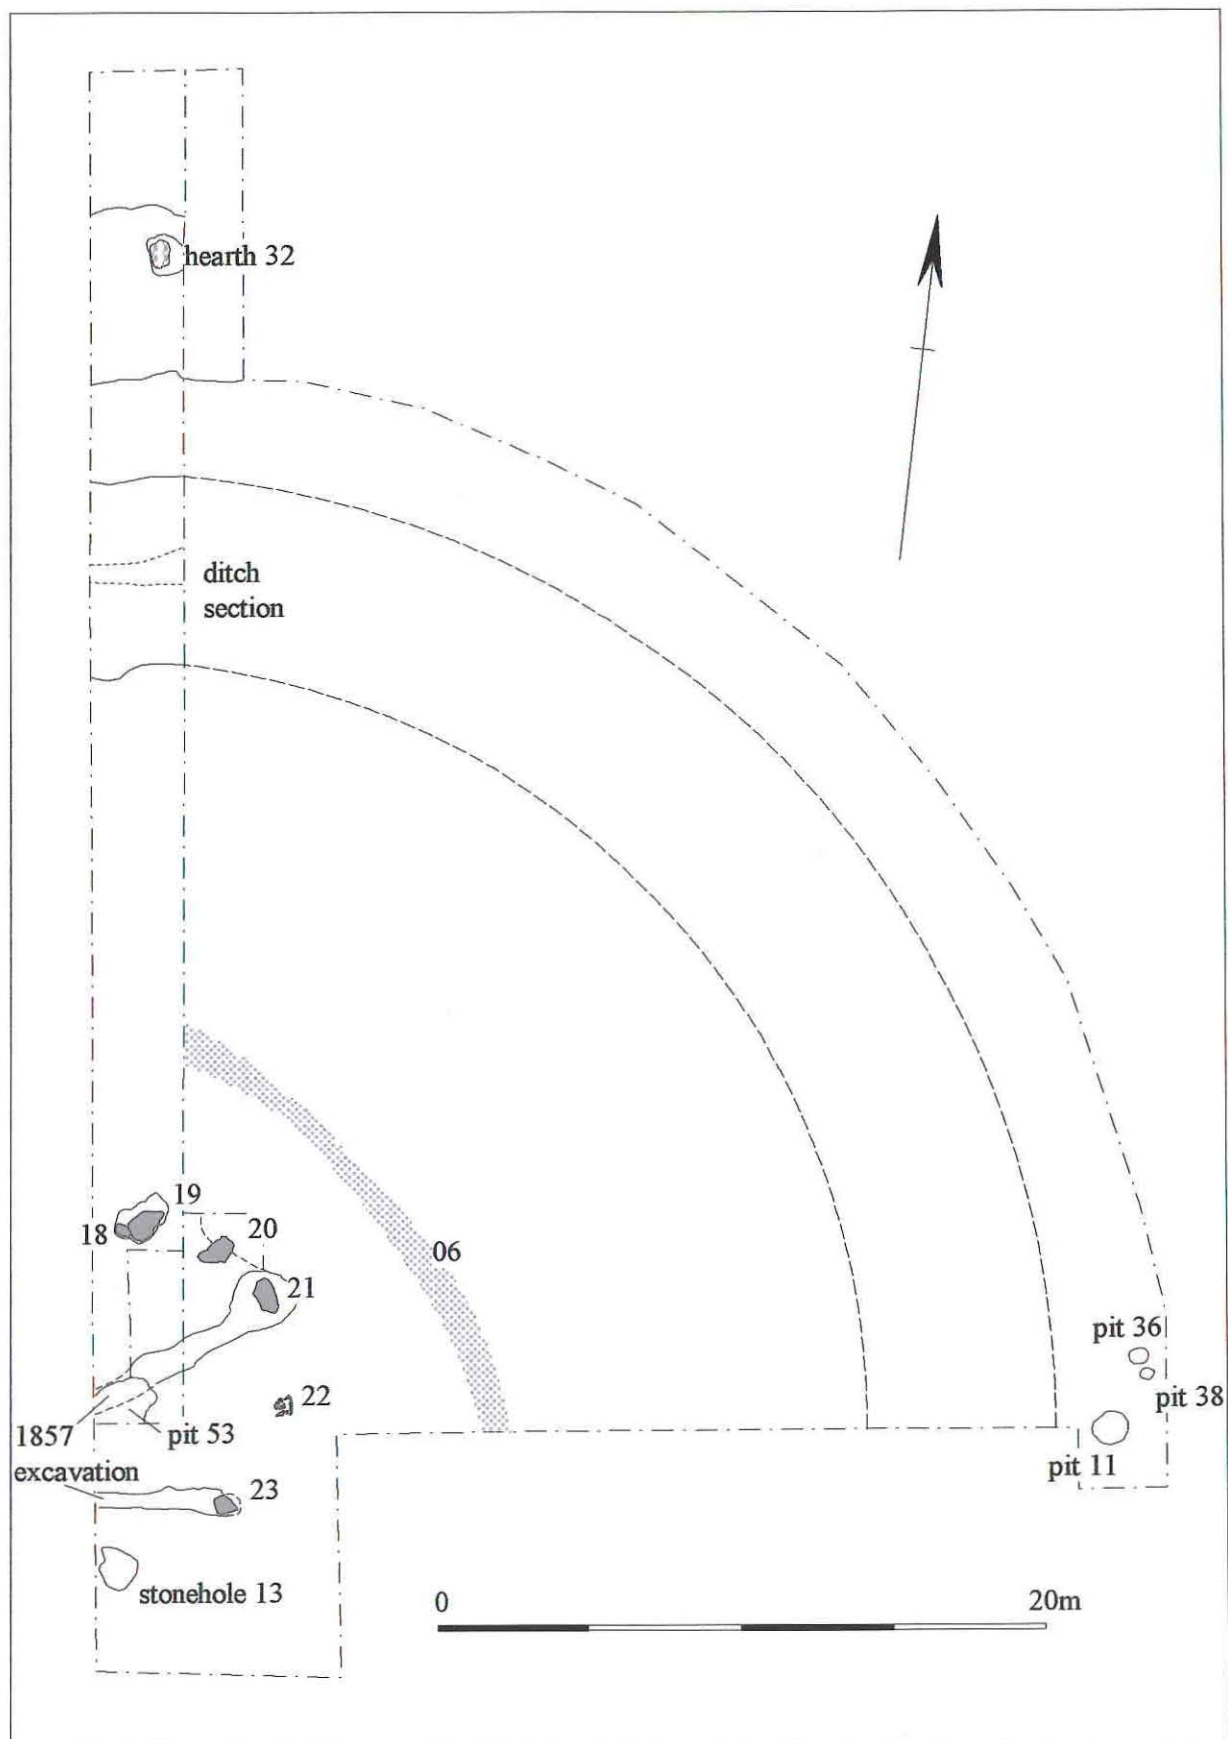 hearth 32
ditch
section
19
18
20
06
21
pit 36
22
pit 38
1857
excavation
pit 53
pit 11
23
stonehole 13
0
20m